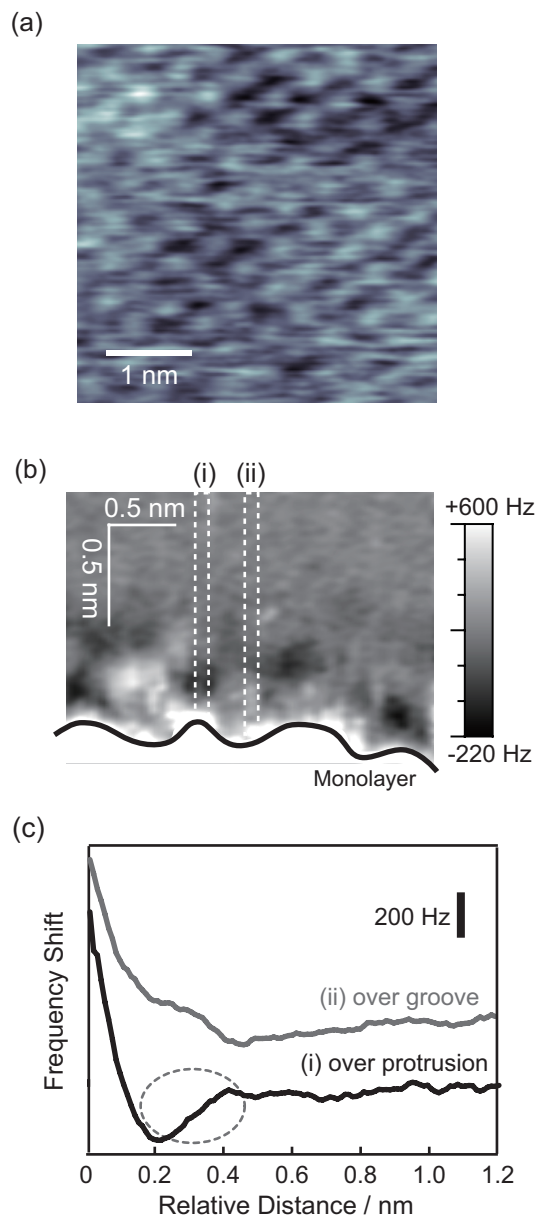 (a)
1 nm
(b)
(i) (ii)
+600 Hz
0.5 nm
0.5 nm
-220 Hz
Monolayer
(c)
200 Hz
(ii) over groove
(i) over protrusion
Frequency Shift
0 0.2 0.4 0.6 0.8 1.0 1.2
Relative Distance / nm